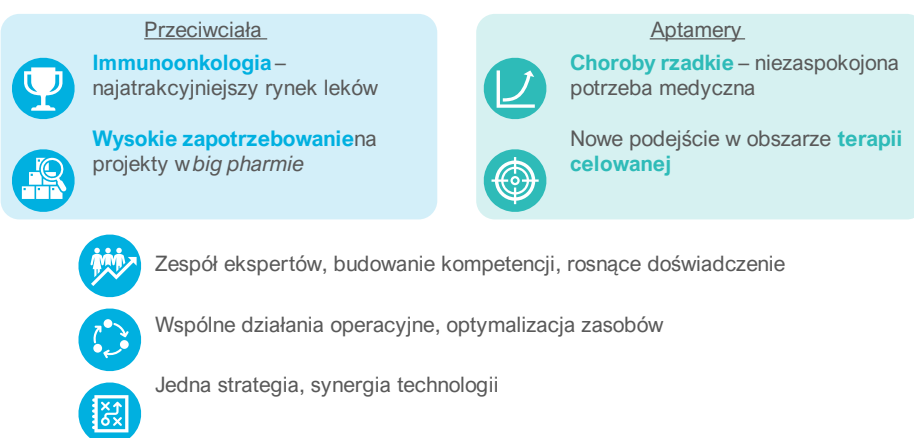 Przeciwciała
Immunoonkologia –
najatrakcyjniejszy rynek leków
Wysokie zapotrzebowaniena
projekty w big pharmie
Aptamery
Choroby rzadkie – niezaspokojona
potrzeba medyczna
Nowe podejście w obszarze terapii
celowanej
Zespół ekspertów, budowanie kompetencji, rosnące doświadczenie
Wspólne działania operacyjne, optymalizacja zasobów
Jedna strategia, synergia technologii